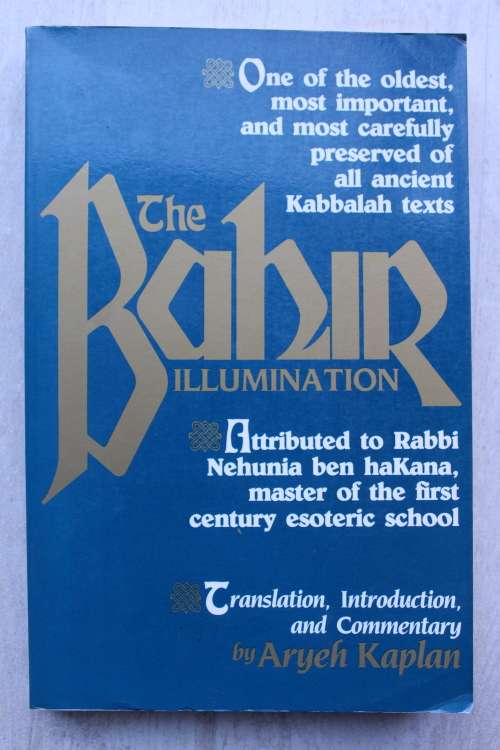 One of the oldest,
most important,
and most carefully
preserved of
all ancient
Kabbalah texts
The
Bahir
ILLUMINATION
Attributed to Rabbi
Nehunia ben haKana,
master of the first
century esoteric school
Translation, Introduction,
and Commentary
by Aryeh Kaplan